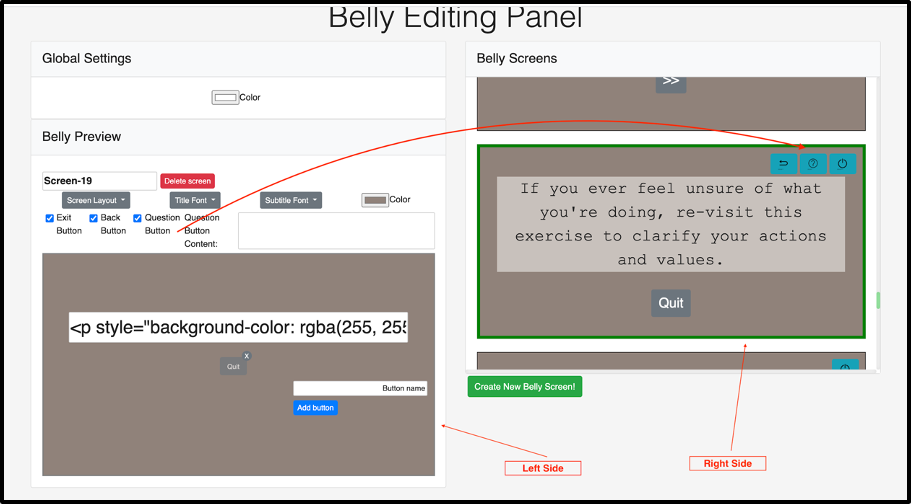 Belly Editing Panel
Global Settings
Color
Belly Preview
Screen-19
Delete screen
Screen Layout
Title Font
Subtitle Font
Color
Exit Button
Back Button
Question Button
Question Button Content:
<p style="background-color: rgba(255, 255
Quit
x
Button name
Add button
Left Side
Belly Screens
>>
If you ever feel unsure of what
you're doing, re-visit this
exercise to clarify your actions
and values.
Quit
Create New Belly Screen!
Right Side